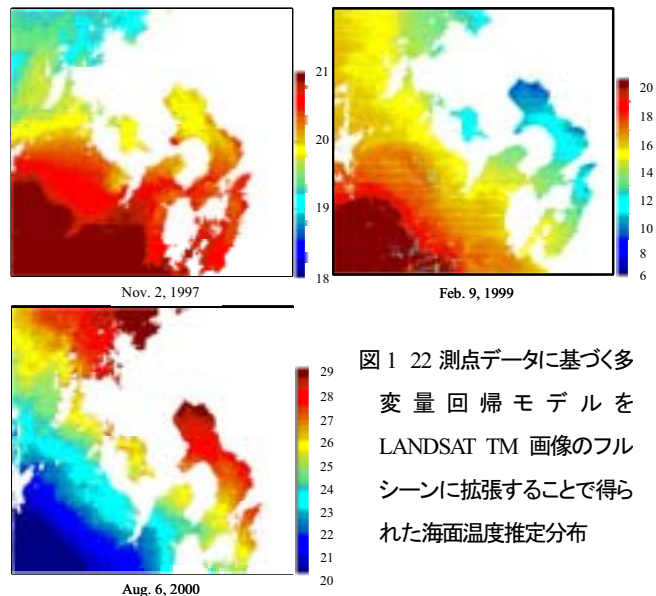 21
20
19
18
Nov. 2, 1997
20
18
16
14
12
10
8
6
Feb. 9, 1999
29
28
27
26
25
24
23
22
21
20
Aug. 6, 2000
図 1 22 測点データに基づく多
変量回帰モデルを
LANDSAT TM 画像のフル
シーンに拡張することで得ら
れた海面温度推定分布